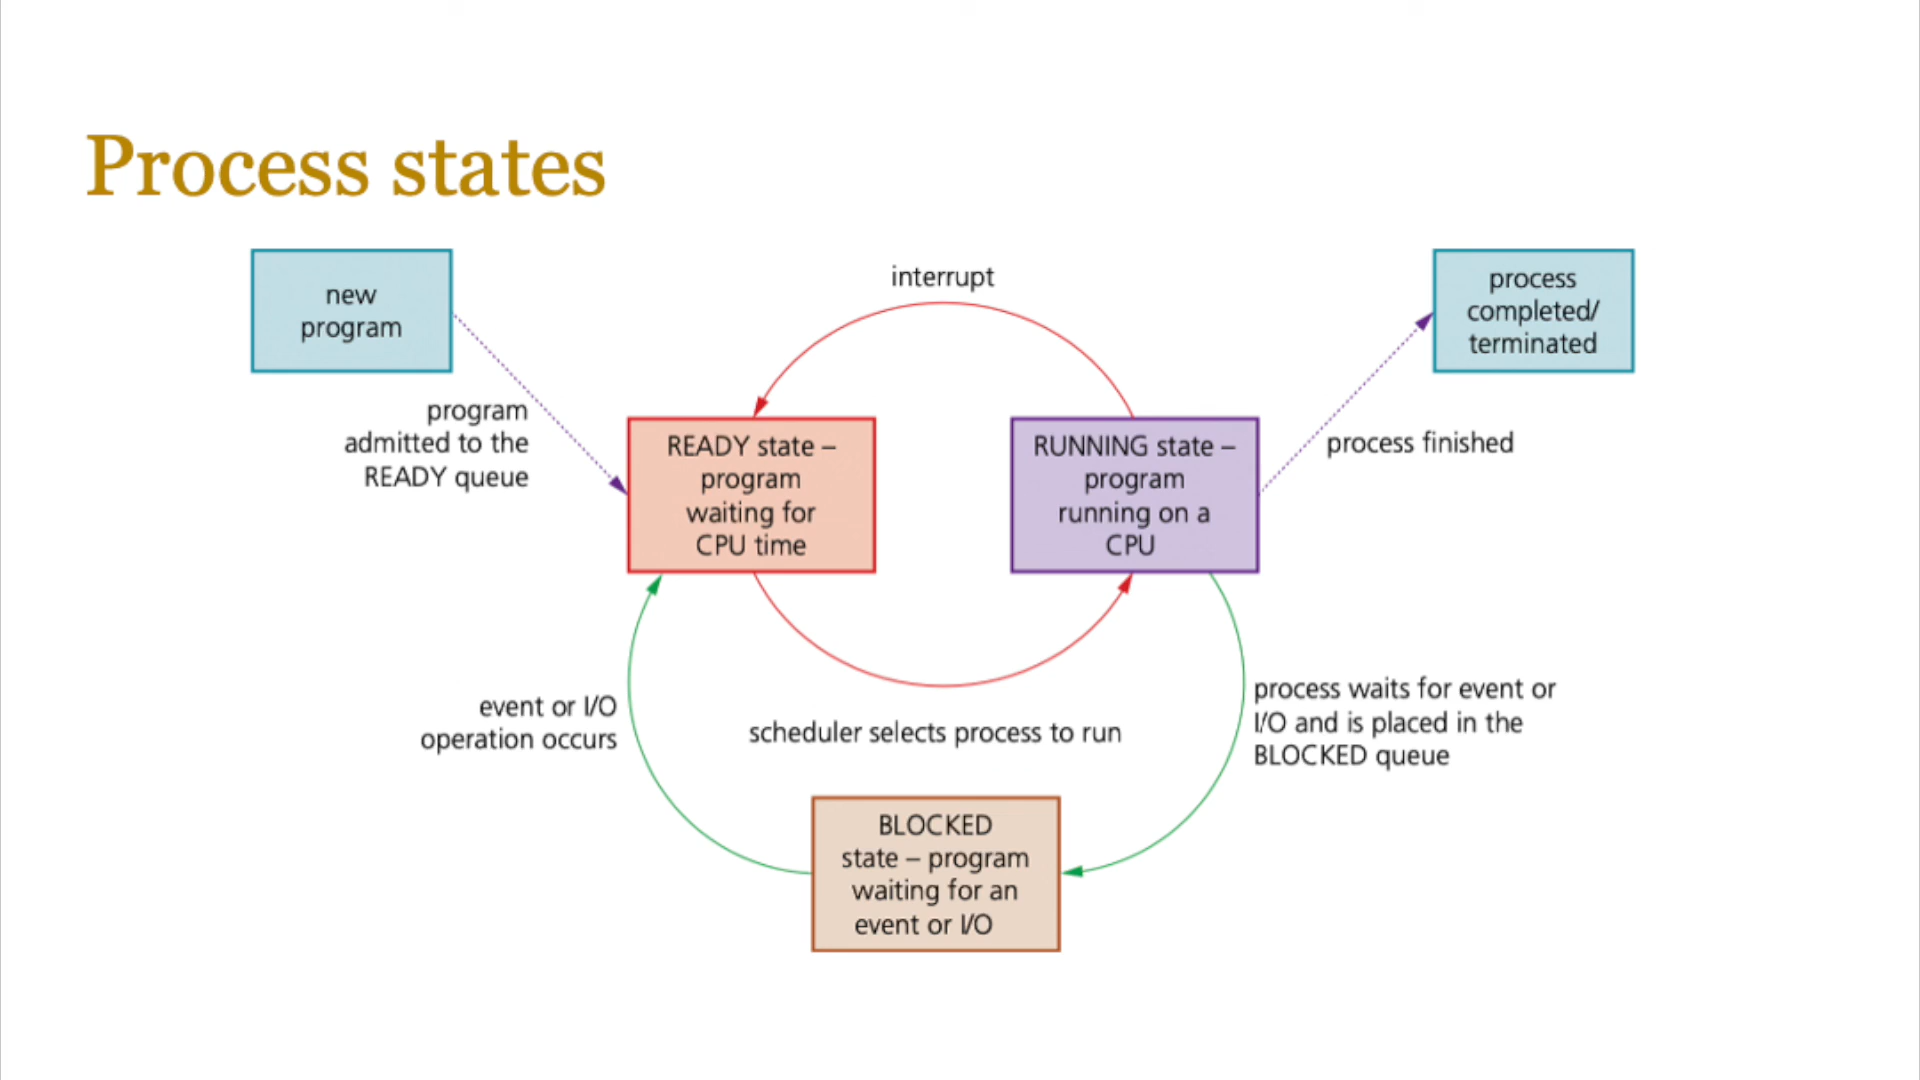 Process states
new
program
interrupt
process
completed/
terminated
program
admitted to the
READY queue
READY state –
program
waiting for
CPU time
RUNNING state –
program
running on a
CPU
process finished
event or I/O
operation occurs
scheduler selects process to run
process waits for event or
I/O and is placed in the
BLOCKED queue
BLOCKED
state – program
waiting for an
event or I/O